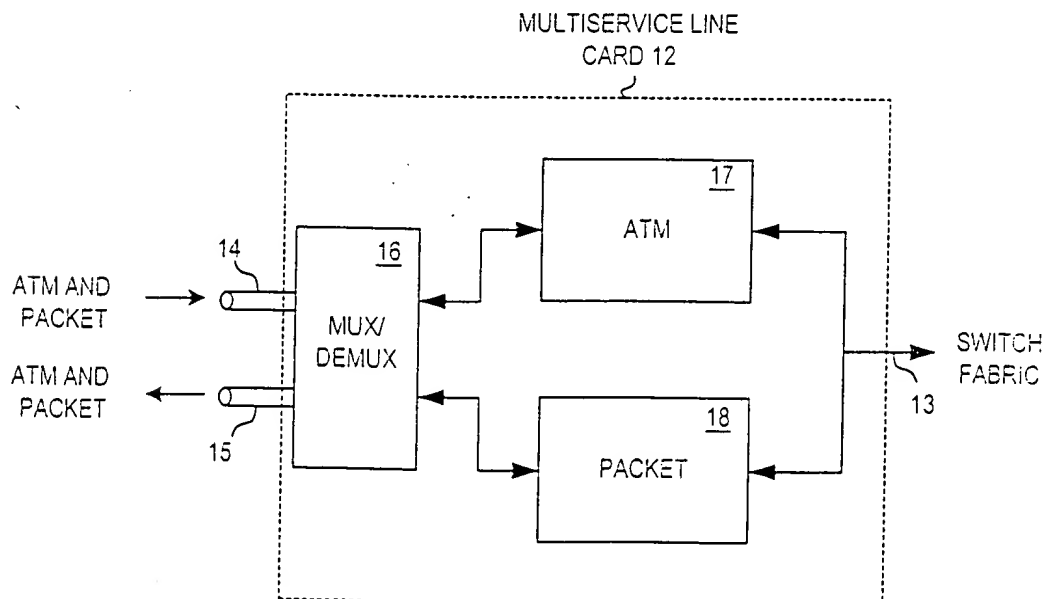 MULTISERVICE LINE
CARD 12
17
ATM
14
16
ATM AND
PACKET
MUX/
DEMUX
SWITCH
FABRIC
13
ATM AND
PACKET
15
18
PACKET